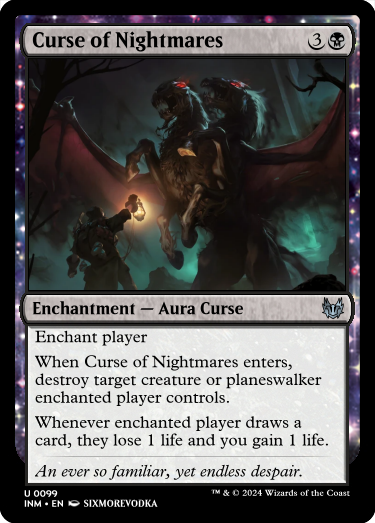 Curse of Nightmares 3
Enchantment — Aura Curse
Enchant player
When Curse of Nightmares enters,
destroy target creature or planeswalker
enchanted player controls.
Whenever enchanted player draws a
card, they lose 1 life and you gain 1 life.
An ever so familiar, yet endless despair.
U 0099
INM • EN SIXMOREVODKA
™ & © 2024 Wizards of the Coast